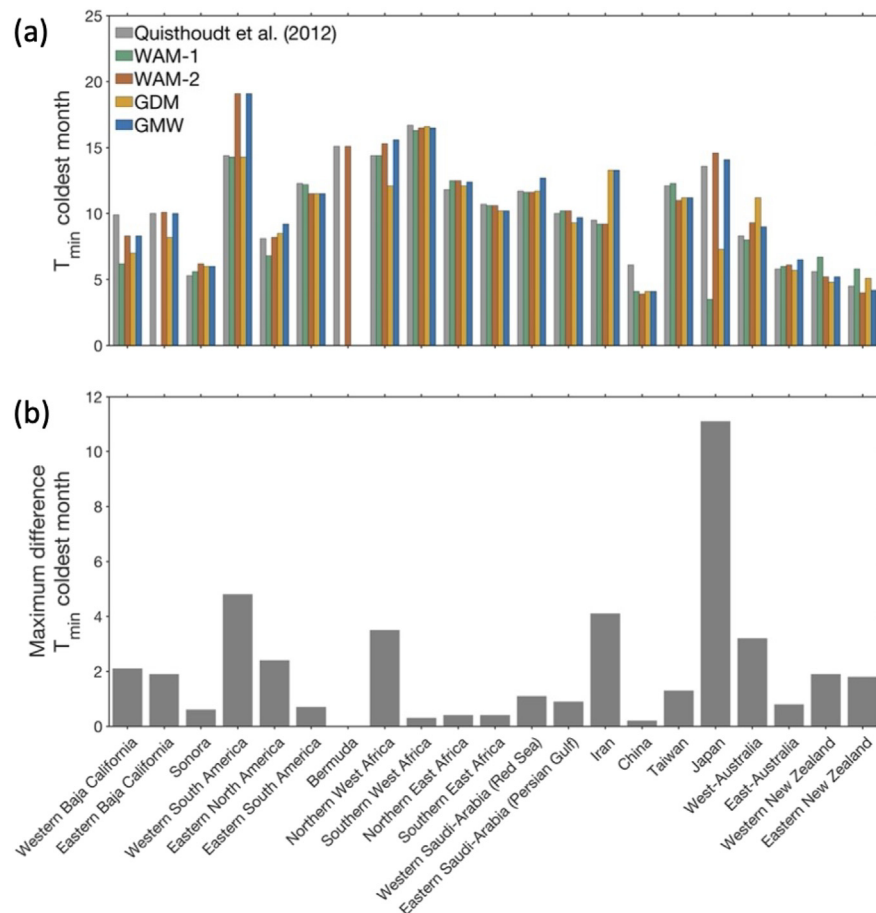 (a)
25
20
15
10
5
0
T_min coldest month
Quisthoudt et al. (2012)
WAM-1
WAM-2
GDM
GMW
(b)
12
10
8
6
4
2
0
Maximum difference
T_min coldest month
Western Baja California
Eastern Baja California
Sonora
Western South America
Eastern North America
Eastern South America
Bermuda
Northern West Africa
Southern West Africa
Northern East Africa
Southern East Africa
Western Saudi-Arabia (Red Sea)
Eastern Saudi-Arabia (Persian Gulf)
Iran
China
Taiwan
Japan
West-Australia
East-Australia
Western New Zealand
Eastern New Zealand